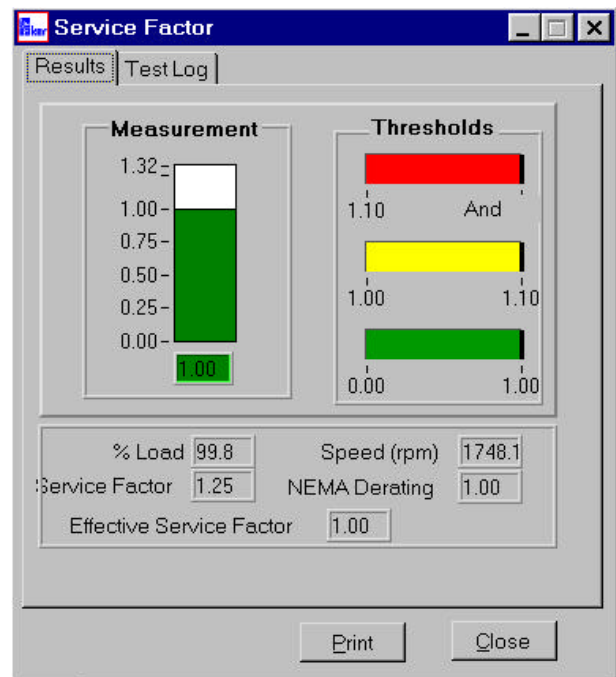 Service Factor
Results
Test Log
Measurement
1.32
1.00
0.75
0.50
0.25
0.00
1.00
Thresholds
1.10 And
1.00 1.10
0.00 1.00
% Load 99.8 Speed (rpm) 1748.1
Service Factor 1.25 NEMA Derating 1.00
Effective Service Factor 1.00
Print Close